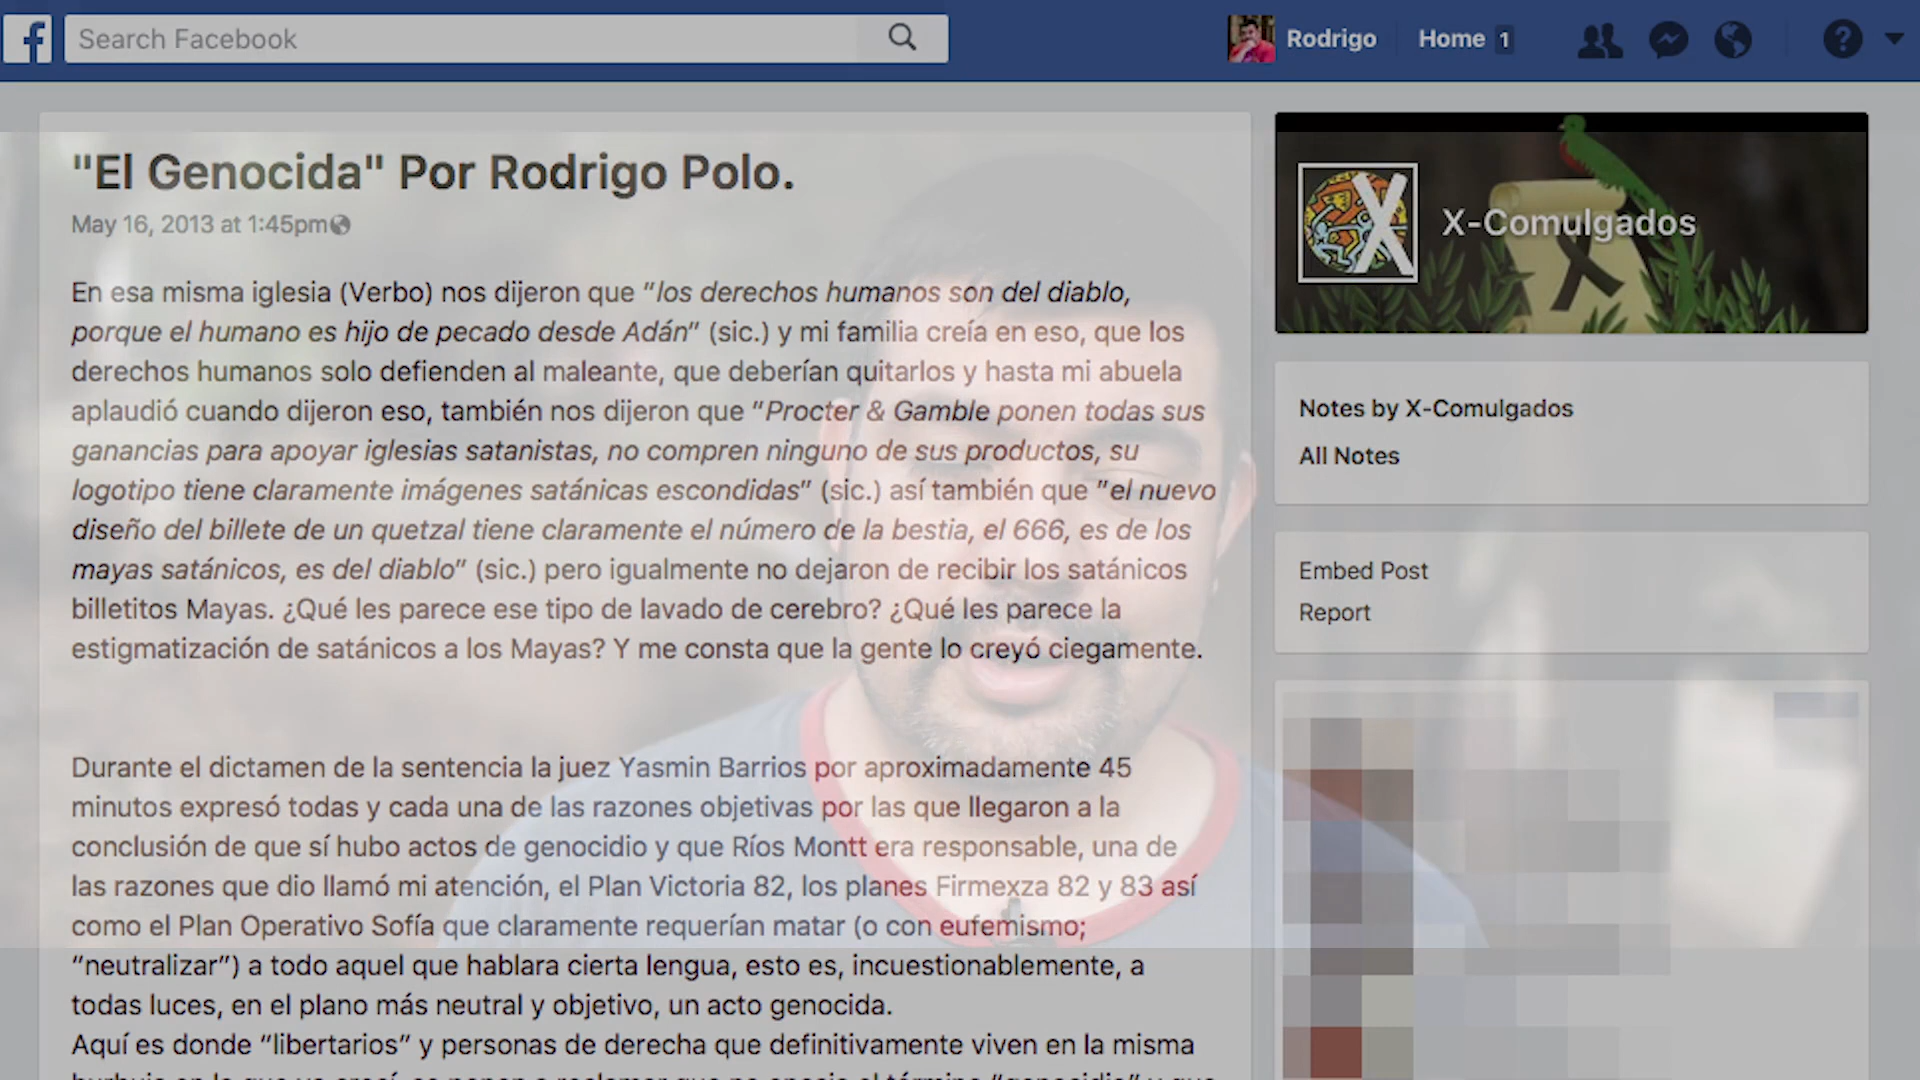 Search Facebook
Rodrigo
Home 1
"El Genocida" Por Rodrigo Polo.
May 16, 2013 at 1:45pm
En esa misma iglesia (Verbo) nos dijeron que “los derechos humanos son del diablo,
porque el humano es hijo de pecado desde Adán” (sic.) y mi familia creía en eso, que los
derechos humanos solo defienden al maleante, que deberían quitarlos y hasta mi abuela
aplaudió cuando dijeron eso, también nos dijeron que “Procter & Gamble ponen todas sus
ganancias para apoyar iglesias satanistas, no compren ninguno de sus productos, su
logotipo tiene claramente imágenes satánicas escondidas” (sic.) así también que “el nuevo
diseño del billete de un quetzal tiene claramente el número de la bestia, el 666, es de los
mayas satánicos, es del diablo” (sic.) pero igualmente no dejaron de recibir los satánicos
billetitos Mayas. ¿Qué les parece ese tipo de lavado de cerebro? ¿Qué les parece la
estigmatización de satánicos a los Mayas? Y me consta que la gente lo creyó ciegamente.
Durante el dictamen de la sentencia la juez Yasmin Barrios por aproximadamente 45
minutos expresó todas y cada una de las razones objetivas por las que llegaron a la
conclusión de que sí hubo actos de genocidio y que Ríos Montt era responsable, una de
las razones que dio llamó mi atención, el Plan Victoria 82, los planes Firmexza 82 y 83 así
como el Plan Operativo Sofía que claramente requerían matar (o con eufemismo;
“neutralizar”) a todo aquel que hablara cierta lengua, esto es, incuestionablemente, a
todas luces, en el plano más neutral y objetivo, un acto genocida.
Aquí es donde “libertarios” y personas de derecha que definitivamente viven en la misma
X-Comulgados
Notes by X-Comulgados
All Notes
Embed Post
Report